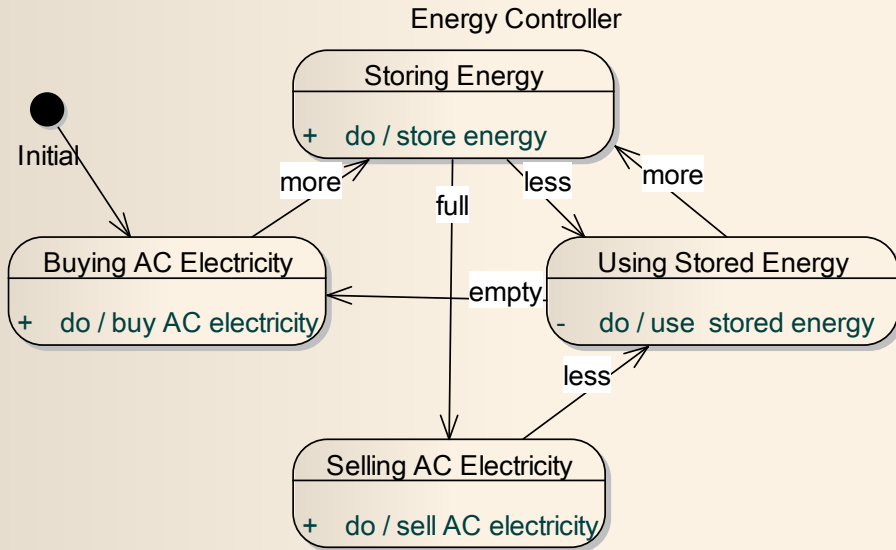 Energy Controller
Storing Energy
+ do / store energy
Initial
more
full
less
more
Buying AC Electricity
+ do / buy AC electricity
empty
Using Stored Energy
- do / use stored energy
less
Selling AC Electricity
+ do / sell AC electricity